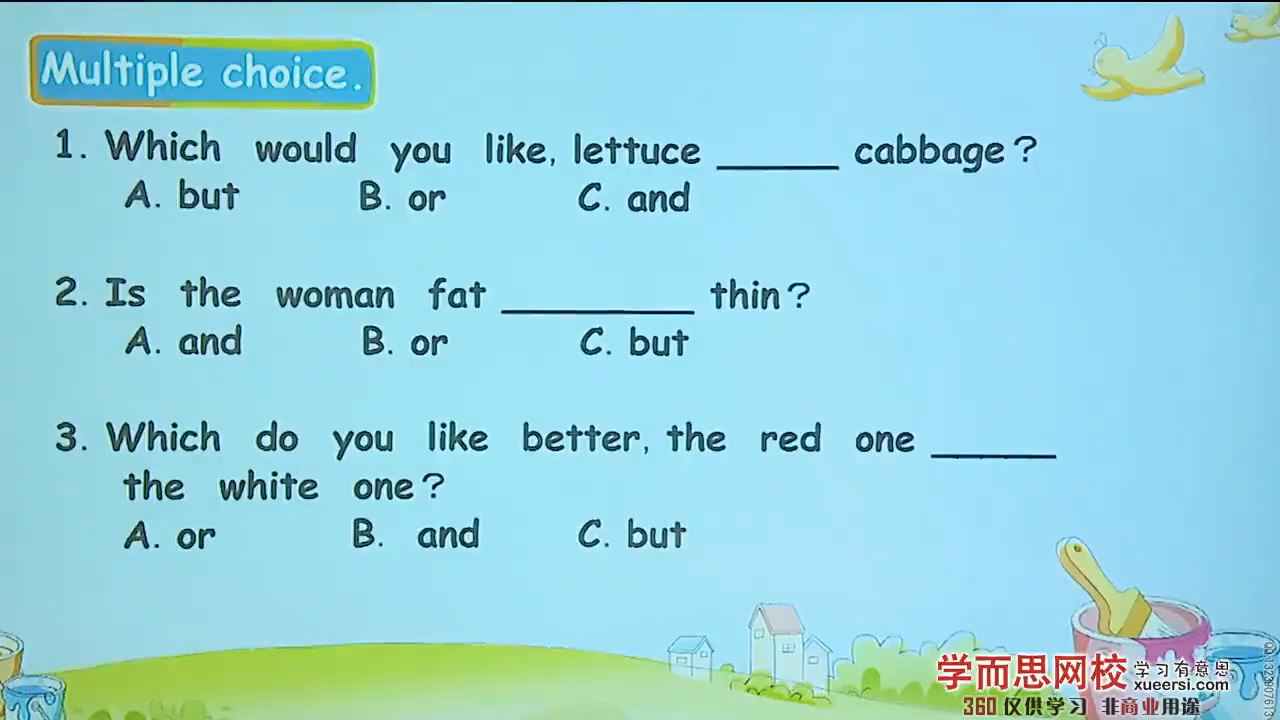 Multiple choice.
1. Which would you like, lettuce _____ cabbage?
A. but B. or C. and
2. Is the woman fat ________ thin?
A. and B. or C. but
3. Which do you like better, the red one _____
the white one?
A. or B. and C. but
学而思网校 学习有意思
xueersi.com
360 仅供学习 非商业用途